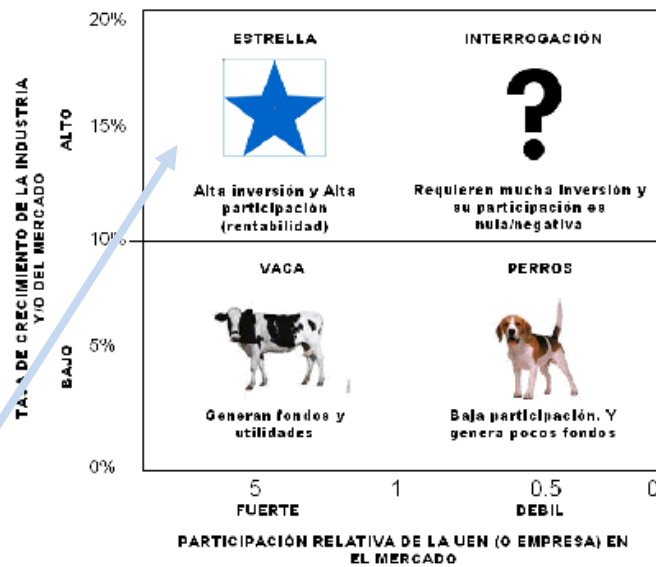 20%
ESTRELLA
INTERROGACIÓN
?
15%
ALTO
TASA DE CRECIMIENTO DE LA INDUSTRIA
Y/O DEL MERCADO
Alta inversión y Alta
participación
(rentabilidad)
Requieren mucha inversión y
su participación es
nula/negativa
10%
VACA
PERROS
5%
BAJO
Generan fondos y
utilidades
Baja participación. Y
genera pocos fondos
0%
5
1
0.5
0
FUERTE
DEBIL
PARTICIPACIÓN RELATIVA DE LA UEN (O EMPRESA) EN
EL MERCADO